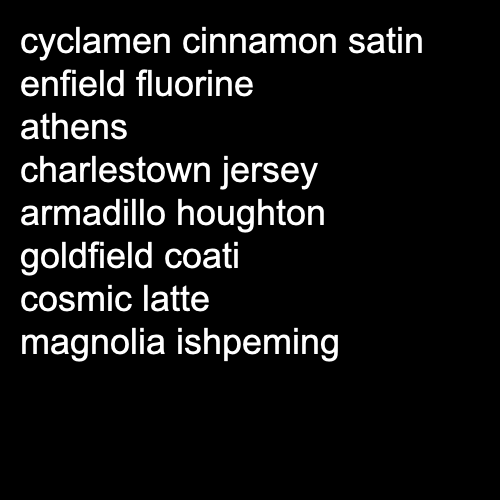 cyclamen cinnamon satin
enfield fluorine
athens
charlestown jersey
armadillo houghton
goldfield coati
cosmic latte
magnolia ishpeming